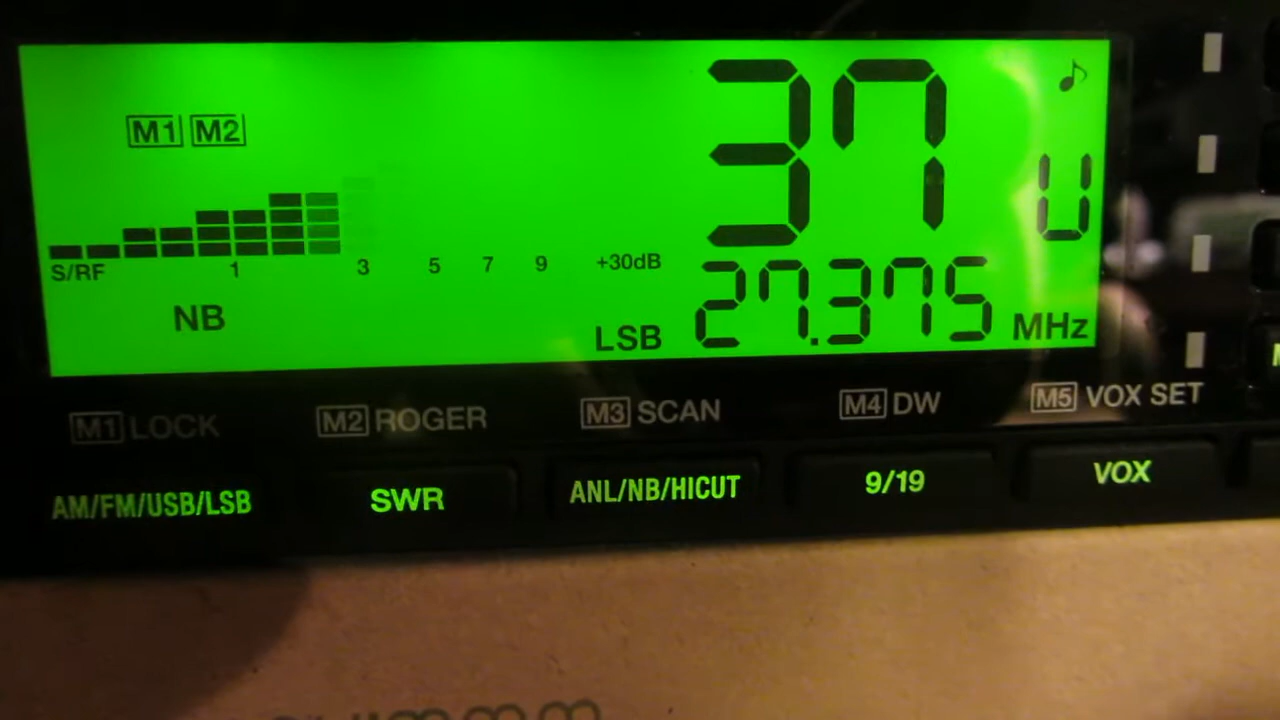 37
M1 M2
U
S/RF 1 3 5 7 9 +30dB
NB LSB 27.375 MHz
M1 LOCK M2 ROGER M3 SCAN M4 DW M5 VOX SET
AM/FM/USB/LSB SWR ANL/NB/HICUT 9/19 VOX